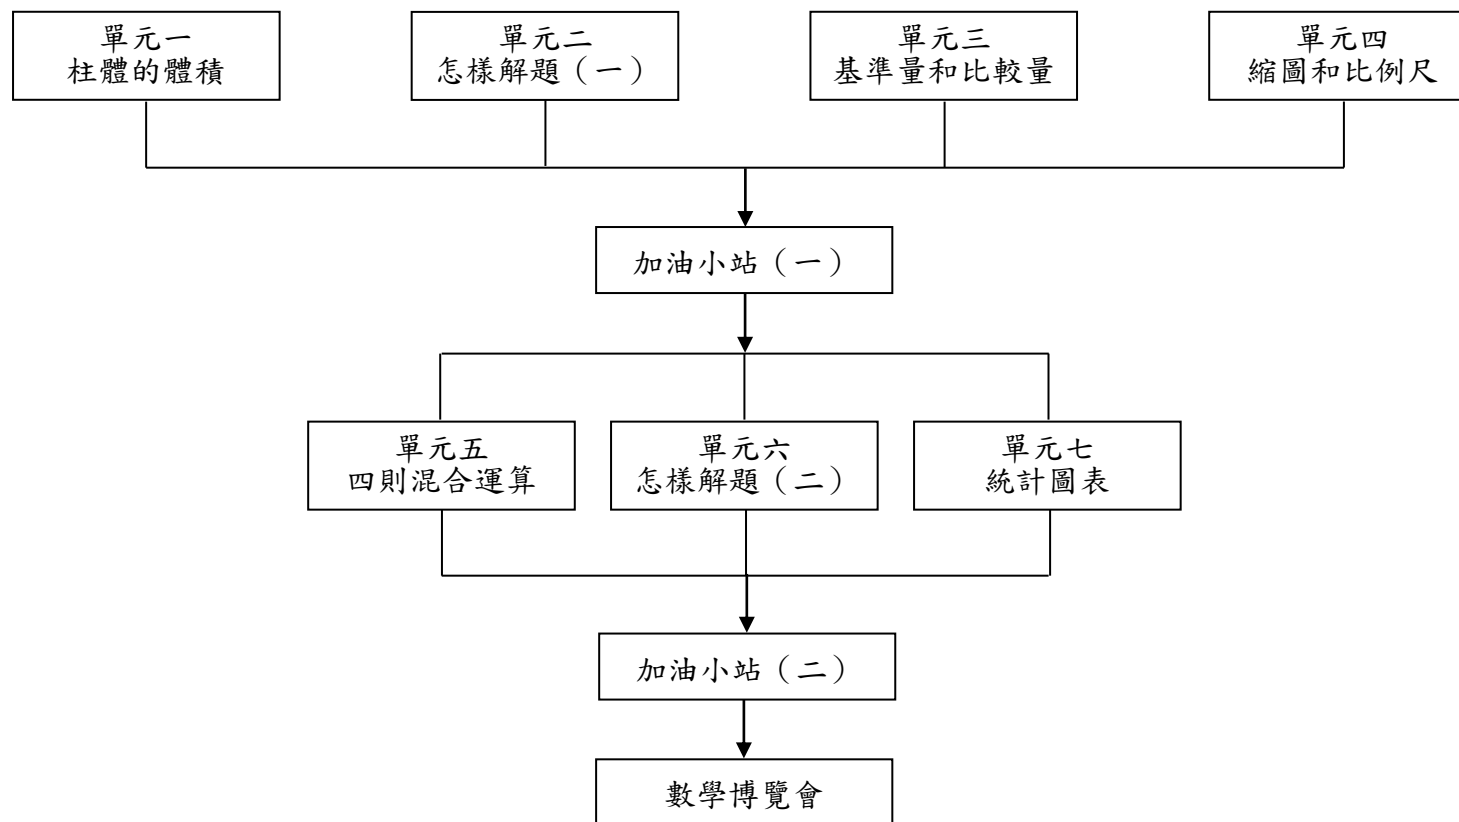 單元一
柱體的體積
單元二
怎樣解題（一）
單元三
基準量和比較量
單元四
縮圖和比例尺
加油小站（一）
單元五
四則混合運算
單元六
怎樣解題（二）
單元七
統計圖表
加油小站（二）
數學博覽會